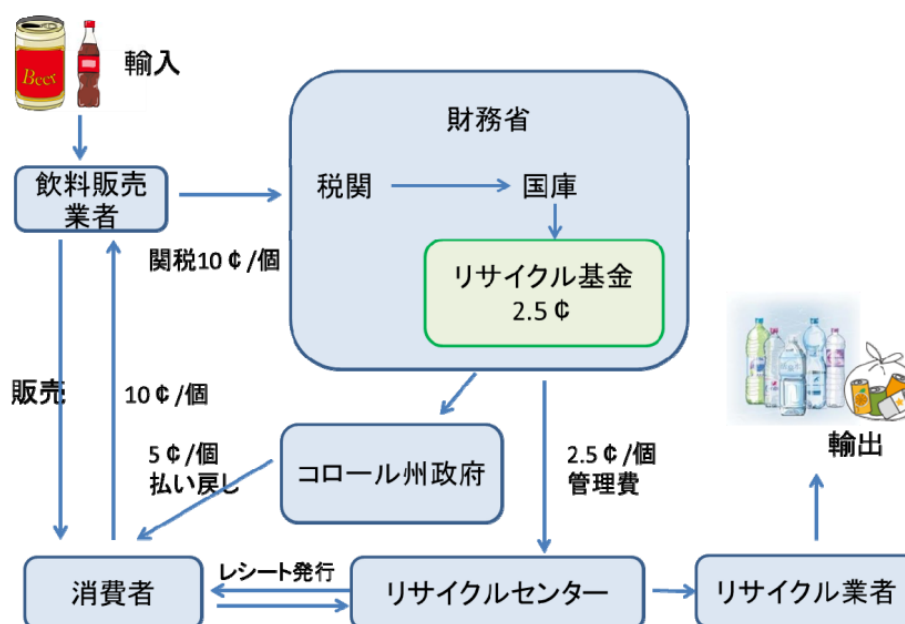 Beer
輸入
財務省
税関
国庫
飲料販売
業者
関税10￠/個
リサイクル基金
2.5￠
販売
10￠/個
5￠/個
払い戻し
コロール州政府
2.5￠/個
管理費
輸出
消費者
レシート発行
リサイクルセンター
リサイクル業者